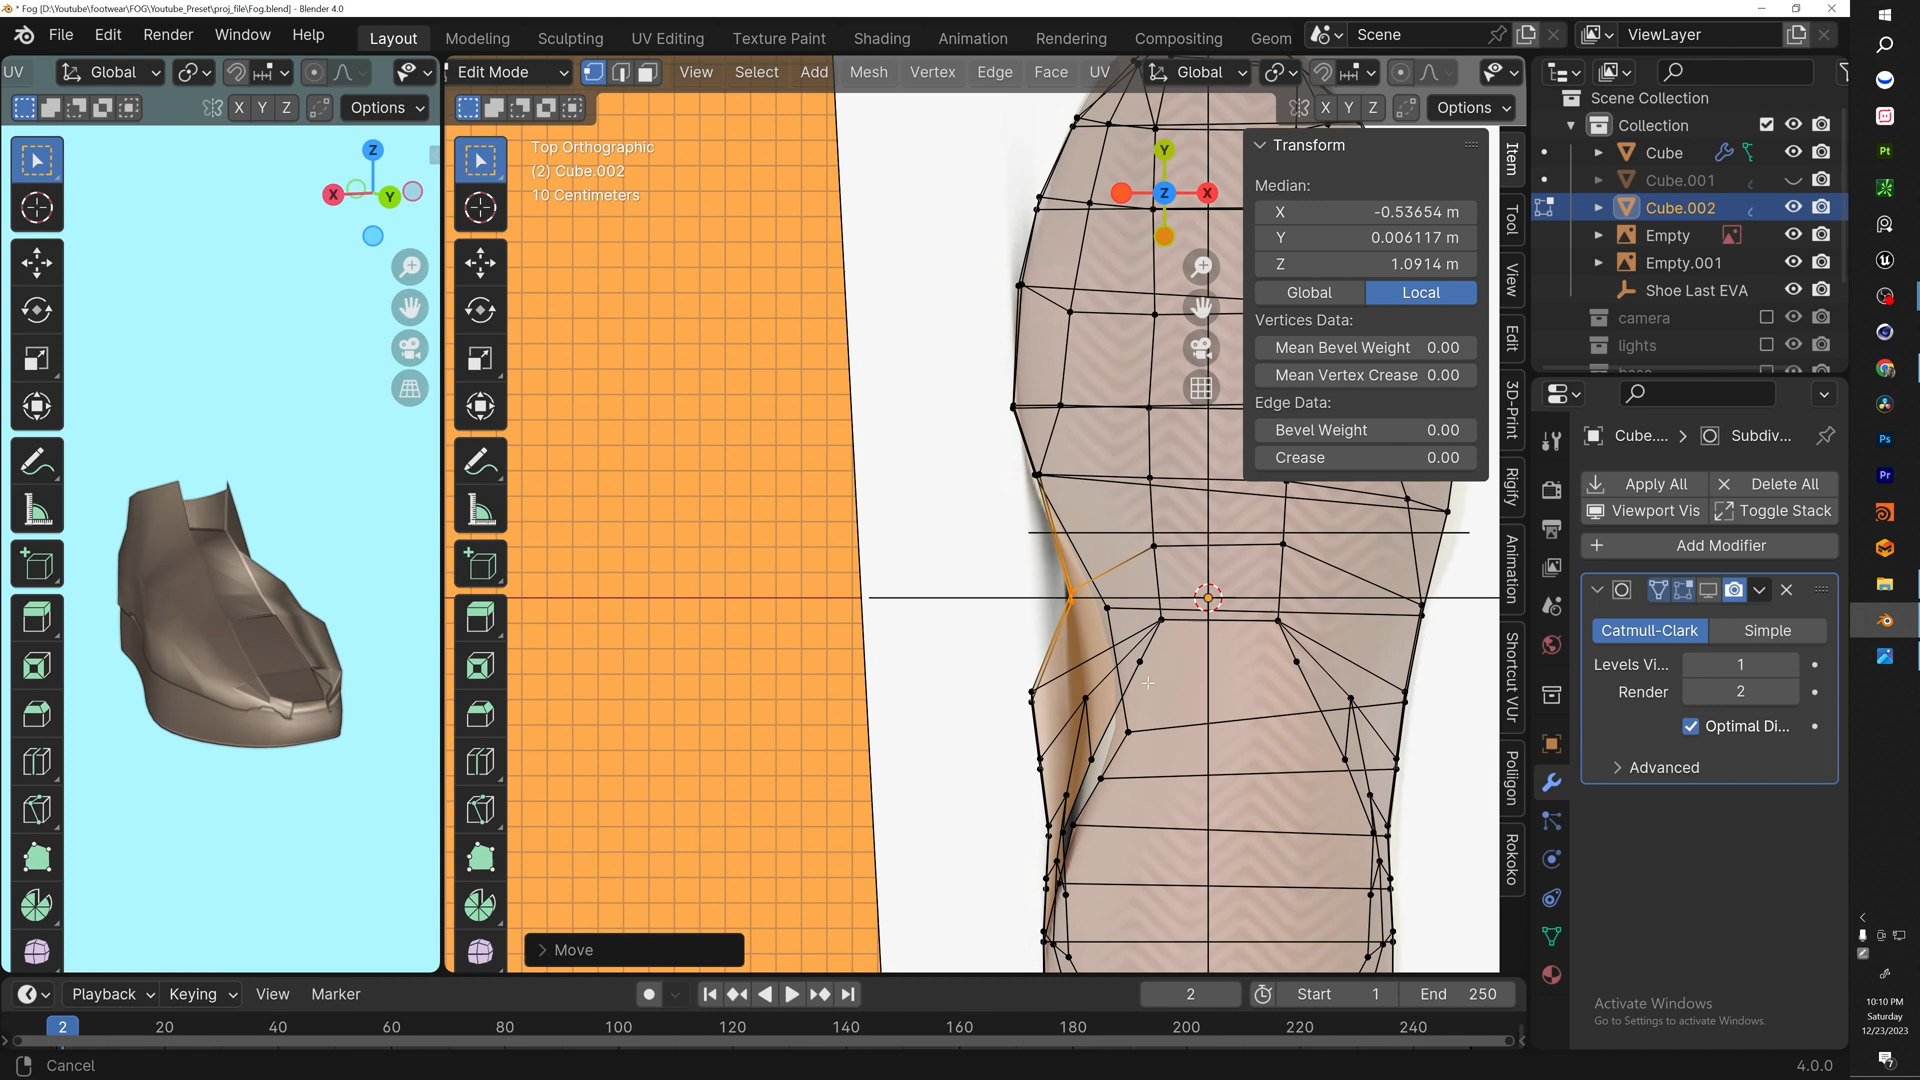 * Fog [D:\Youtube\footwear\FOG\Youtube_Preset\proj_file\Fog.blend] - Blender 4.0
File Edit Render Window Help
Layout Modeling Sculpting UV Editing Texture Paint Shading Animation Rendering Compositing Geom
Scene
ViewLayer
UV Global
Edit Mode View Select Add Mesh Vertex Edge Face UV Global
X Y Z Options
X Y Z Options
Top Orthographic
(2) Cube.002
10 Centimeters
Z
X
Y
Y
Z
X
Transform
Median:
X -0.53654 m
Y 0.006117 m
Z 1.0914 m
Global Local
Vertices Data:
Mean Bevel Weight 0.00
Mean Vertex Crease 0.00
Edge Data:
Bevel Weight 0.00
Crease 0.00
Item
Tool
View
Edit
3D-Print
Rigify
Animation
Shortcut VUr
Poliigon
Rokoko
Scene Collection
Collection
Cube
Cube.001
Cube.002
Empty
Empty.001
Shoe Last EVA
camera
lights
Cube.... > Subdiv...
Apply All Delete All
Viewport Vis Toggle Stack
Add Modifier
Catmull-Clark Simple
Levels Vi... 1
Render 2
Optimal Di...
Advanced
Activate Windows
Go to Settings to activate Windows.
Move
Playback Keying View Marker
2 Start 1 End 250
2 20 40 60 80 100 120 140 160 180 200 220 240
Cancel
4.0.0
Pt
Ps
Pr
10:10 PM
Saturday
12/23/2023
7